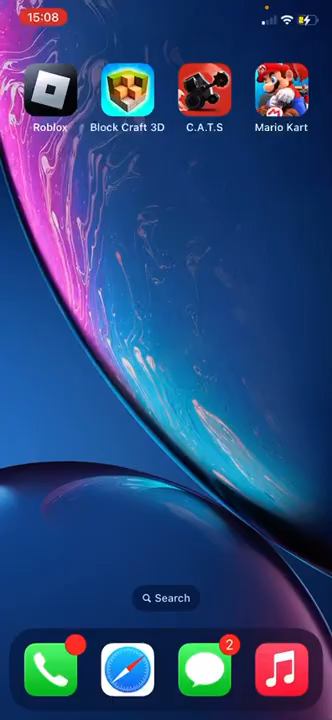 15:08
Roblox
Block Craft 3D
C.A.T.S
Mario Kart
Search
2